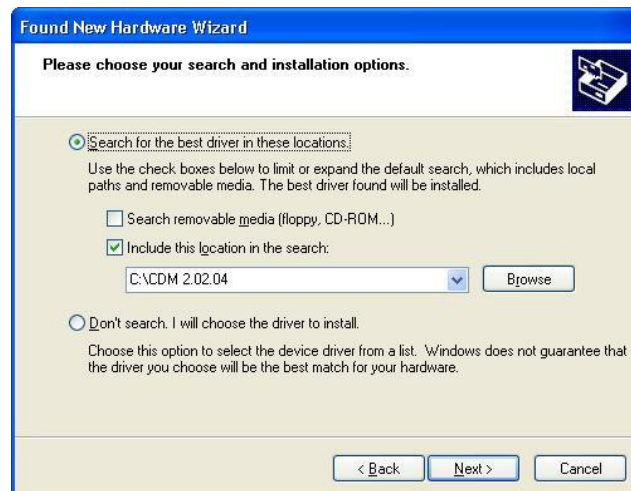 Found New Hardware Wizard
Please choose your search and installation options.
Search for the best driver in these locations.
Use the check boxes below to limit or expand the default search, which includes local
paths and removable media. The best driver found will be installed.
Search removable media (floppy, CD-ROM...)
Include this location in the search:
C:\CDM 2.02.04
Browse
Don't search. I will choose the driver to install.
Choose this option to select the device driver from a list. Windows does not guarantee that
the driver you choose will be the best match for your hardware.
< Back
Next >
Cancel